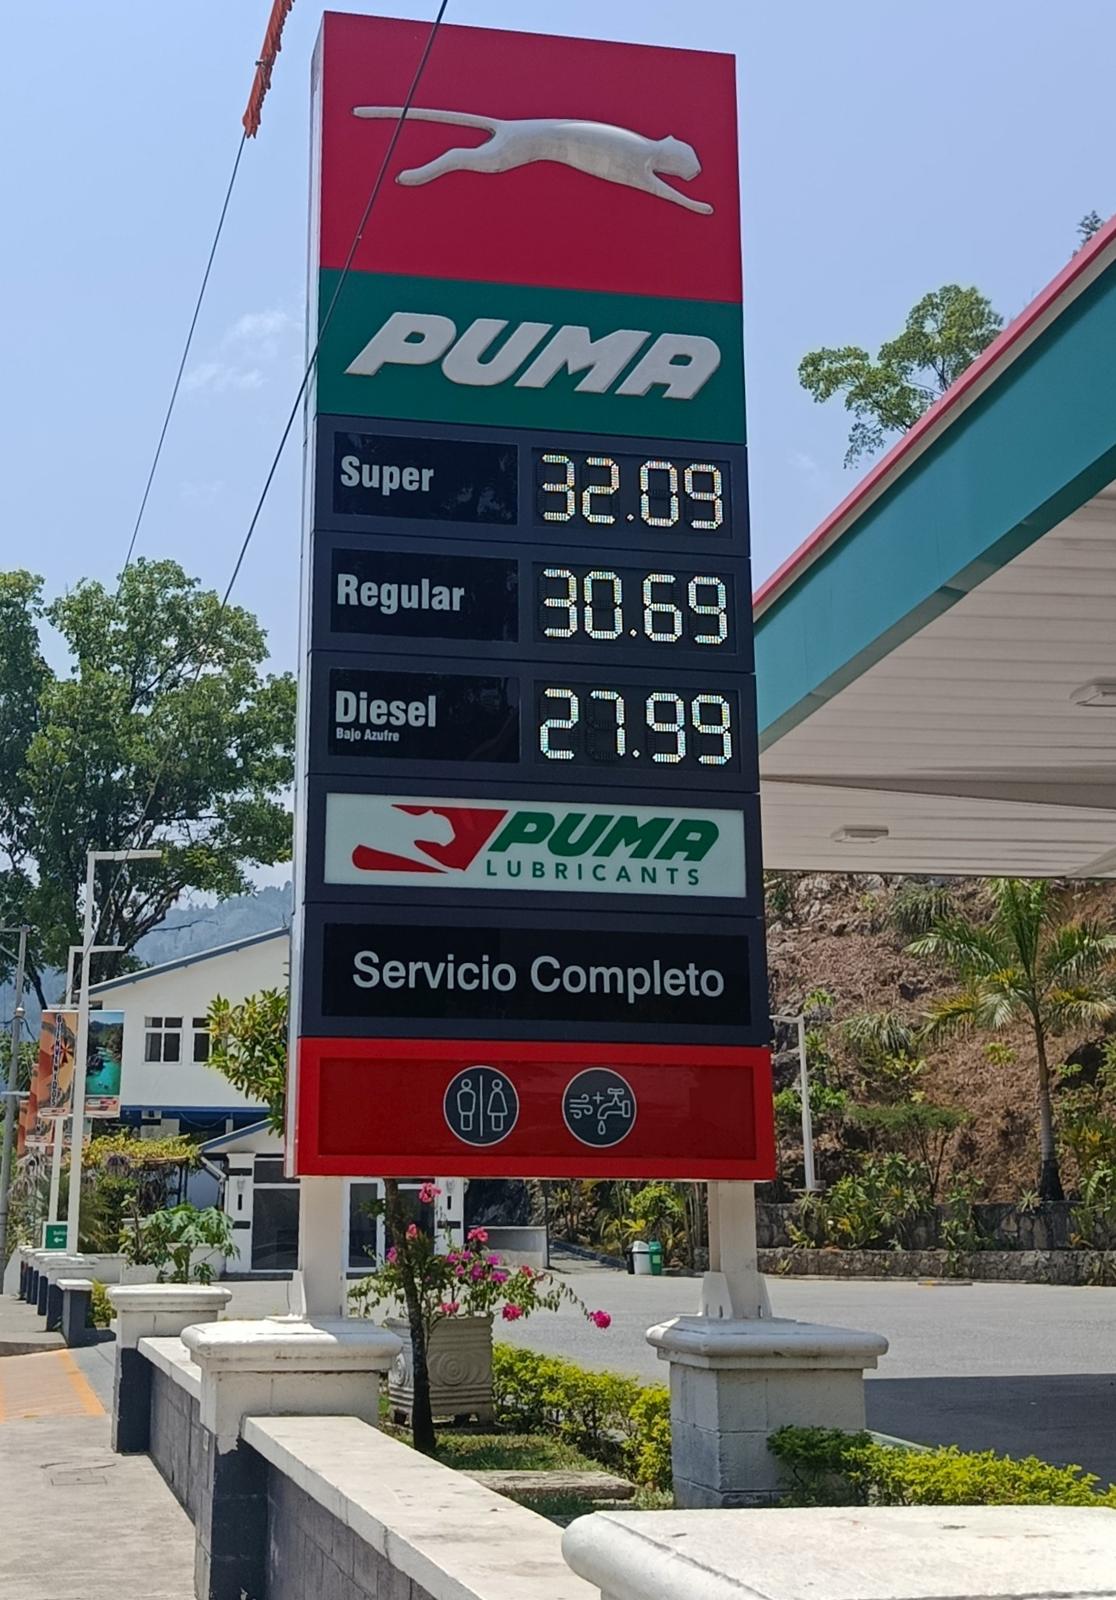 PUMA
Super 32.09
Regular 30.69
Diesel 27.99
Bajo Azufre
PUMA
LUBRICANTS
Servicio Completo